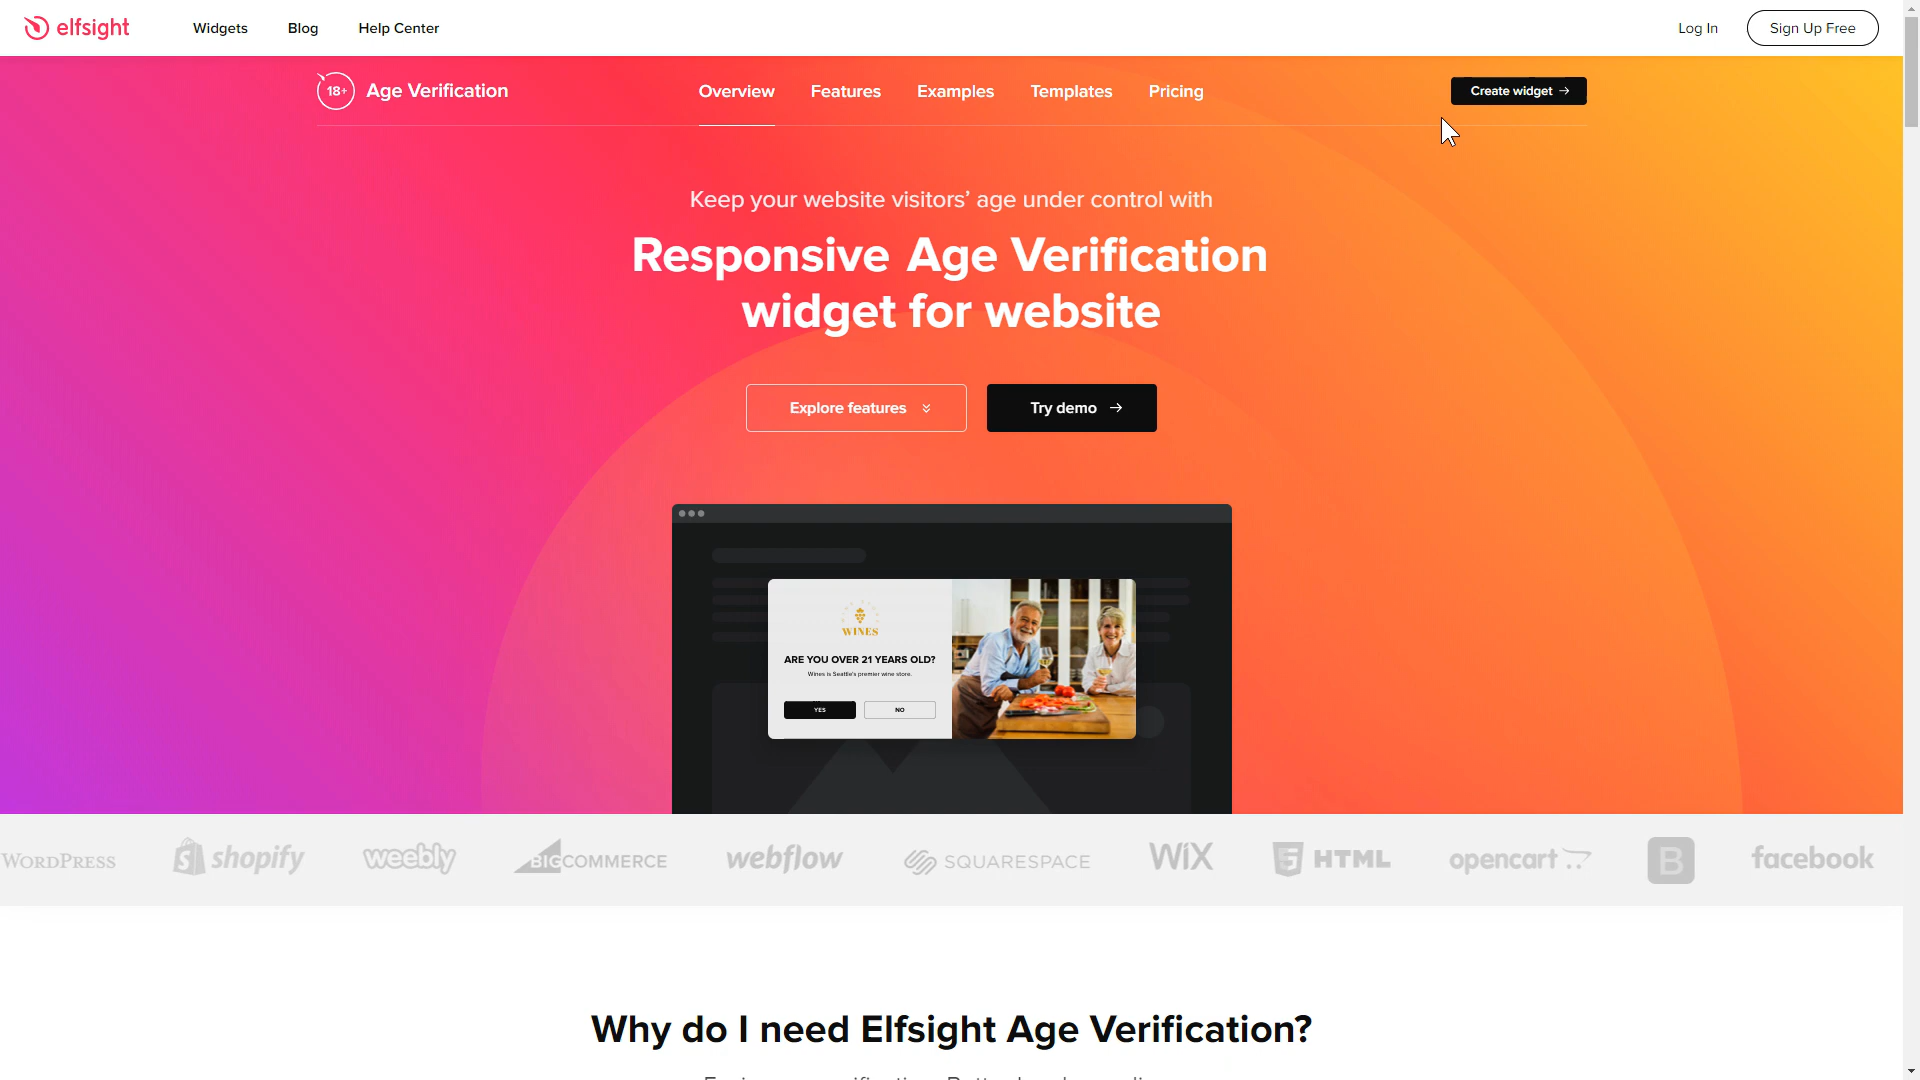 elfsight
Widgets
Blog
Help Center
Log In
Sign Up Free
18+
Age Verification
Overview
Features
Examples
Templates
Pricing
Create widget
Keep your website visitors’ age under control with
Responsive Age Verification
widget for website
Explore features
Try demo
WINES
ARE YOU OVER 21 YEARS OLD?
Wines is Seattle's premier wine store.
YES
NO
WORDPRESS
shopify
weebly
BIGCOMMERCE
webflow
SQUARESPACE
WiX
HTML
opencart
B
facebook
Why do I need Elfsight Age Verification?